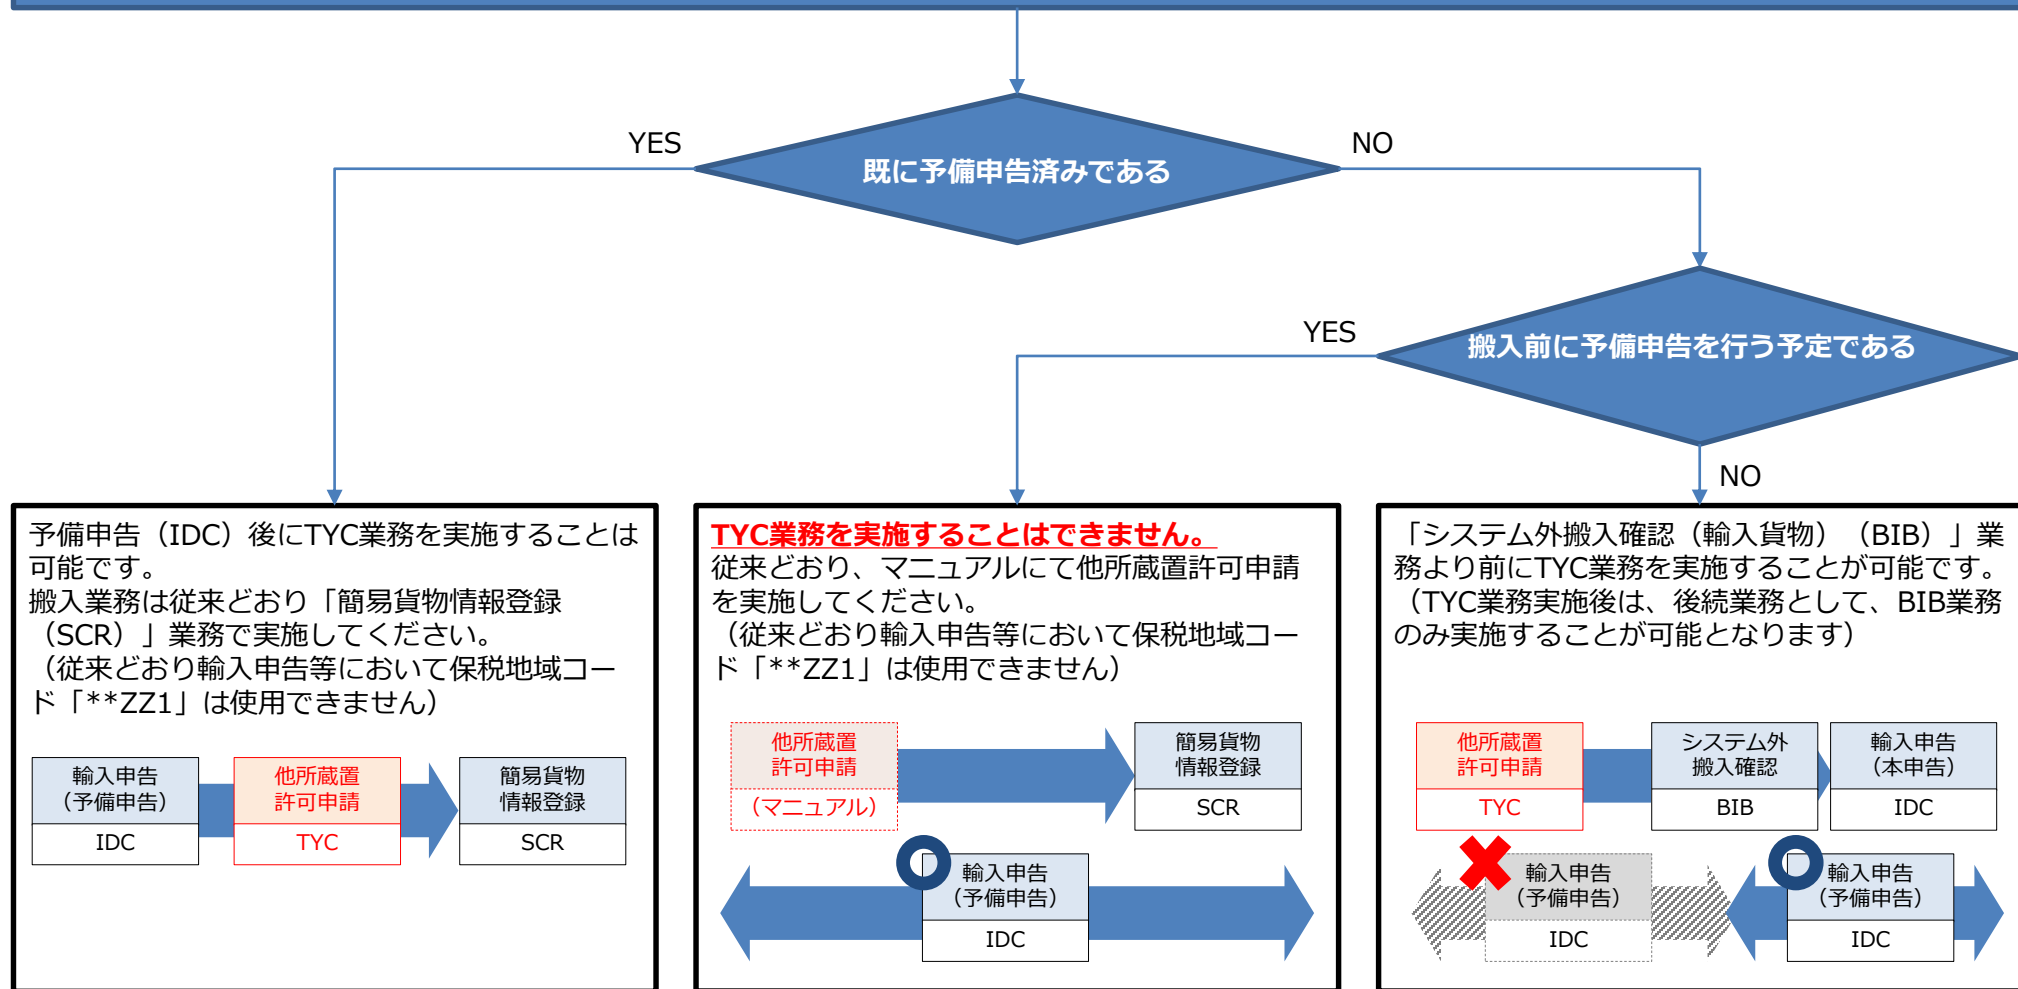 YES
NO
既に予備申告済みである
YES
搬入前に予備申告を行う予定である
NO
予備申告（IDC）後にTYC業務を実施することは
可能です。
搬入業務は従来どおり「簡易貨物情報登録
（SCR）」業務で実施してください。
（従来どおり輸入申告等において保税地域コー
ド「**ZZ1」は使用できません）
輸入申告
（予備申告）
IDC
他所蔵置
許可申請
TYC
簡易貨物
情報登録
SCR
TYC業務を実施することはできません。
従来どおり、マニュアルにて他所蔵置許可申請
を実施してください。
（従来どおり輸入申告等において保税地域コー
ド「**ZZ1」は使用できません）
他所蔵置
許可申請
（マニュアル）
簡易貨物
情報登録
SCR
輸入申告
（予備申告）
IDC
「システム外搬入確認（輸入貨物）（BIB）」業
務より前にTYC業務を実施することが可能です。
（TYC業務実施後は、後続業務として、BIB業務
のみ実施することが可能となります）
他所蔵置
許可申請
TYC
システム外
搬入確認
BIB
輸入申告
（本申告）
IDC
輸入申告
（予備申告）
IDC
輸入申告
（予備申告）
IDC